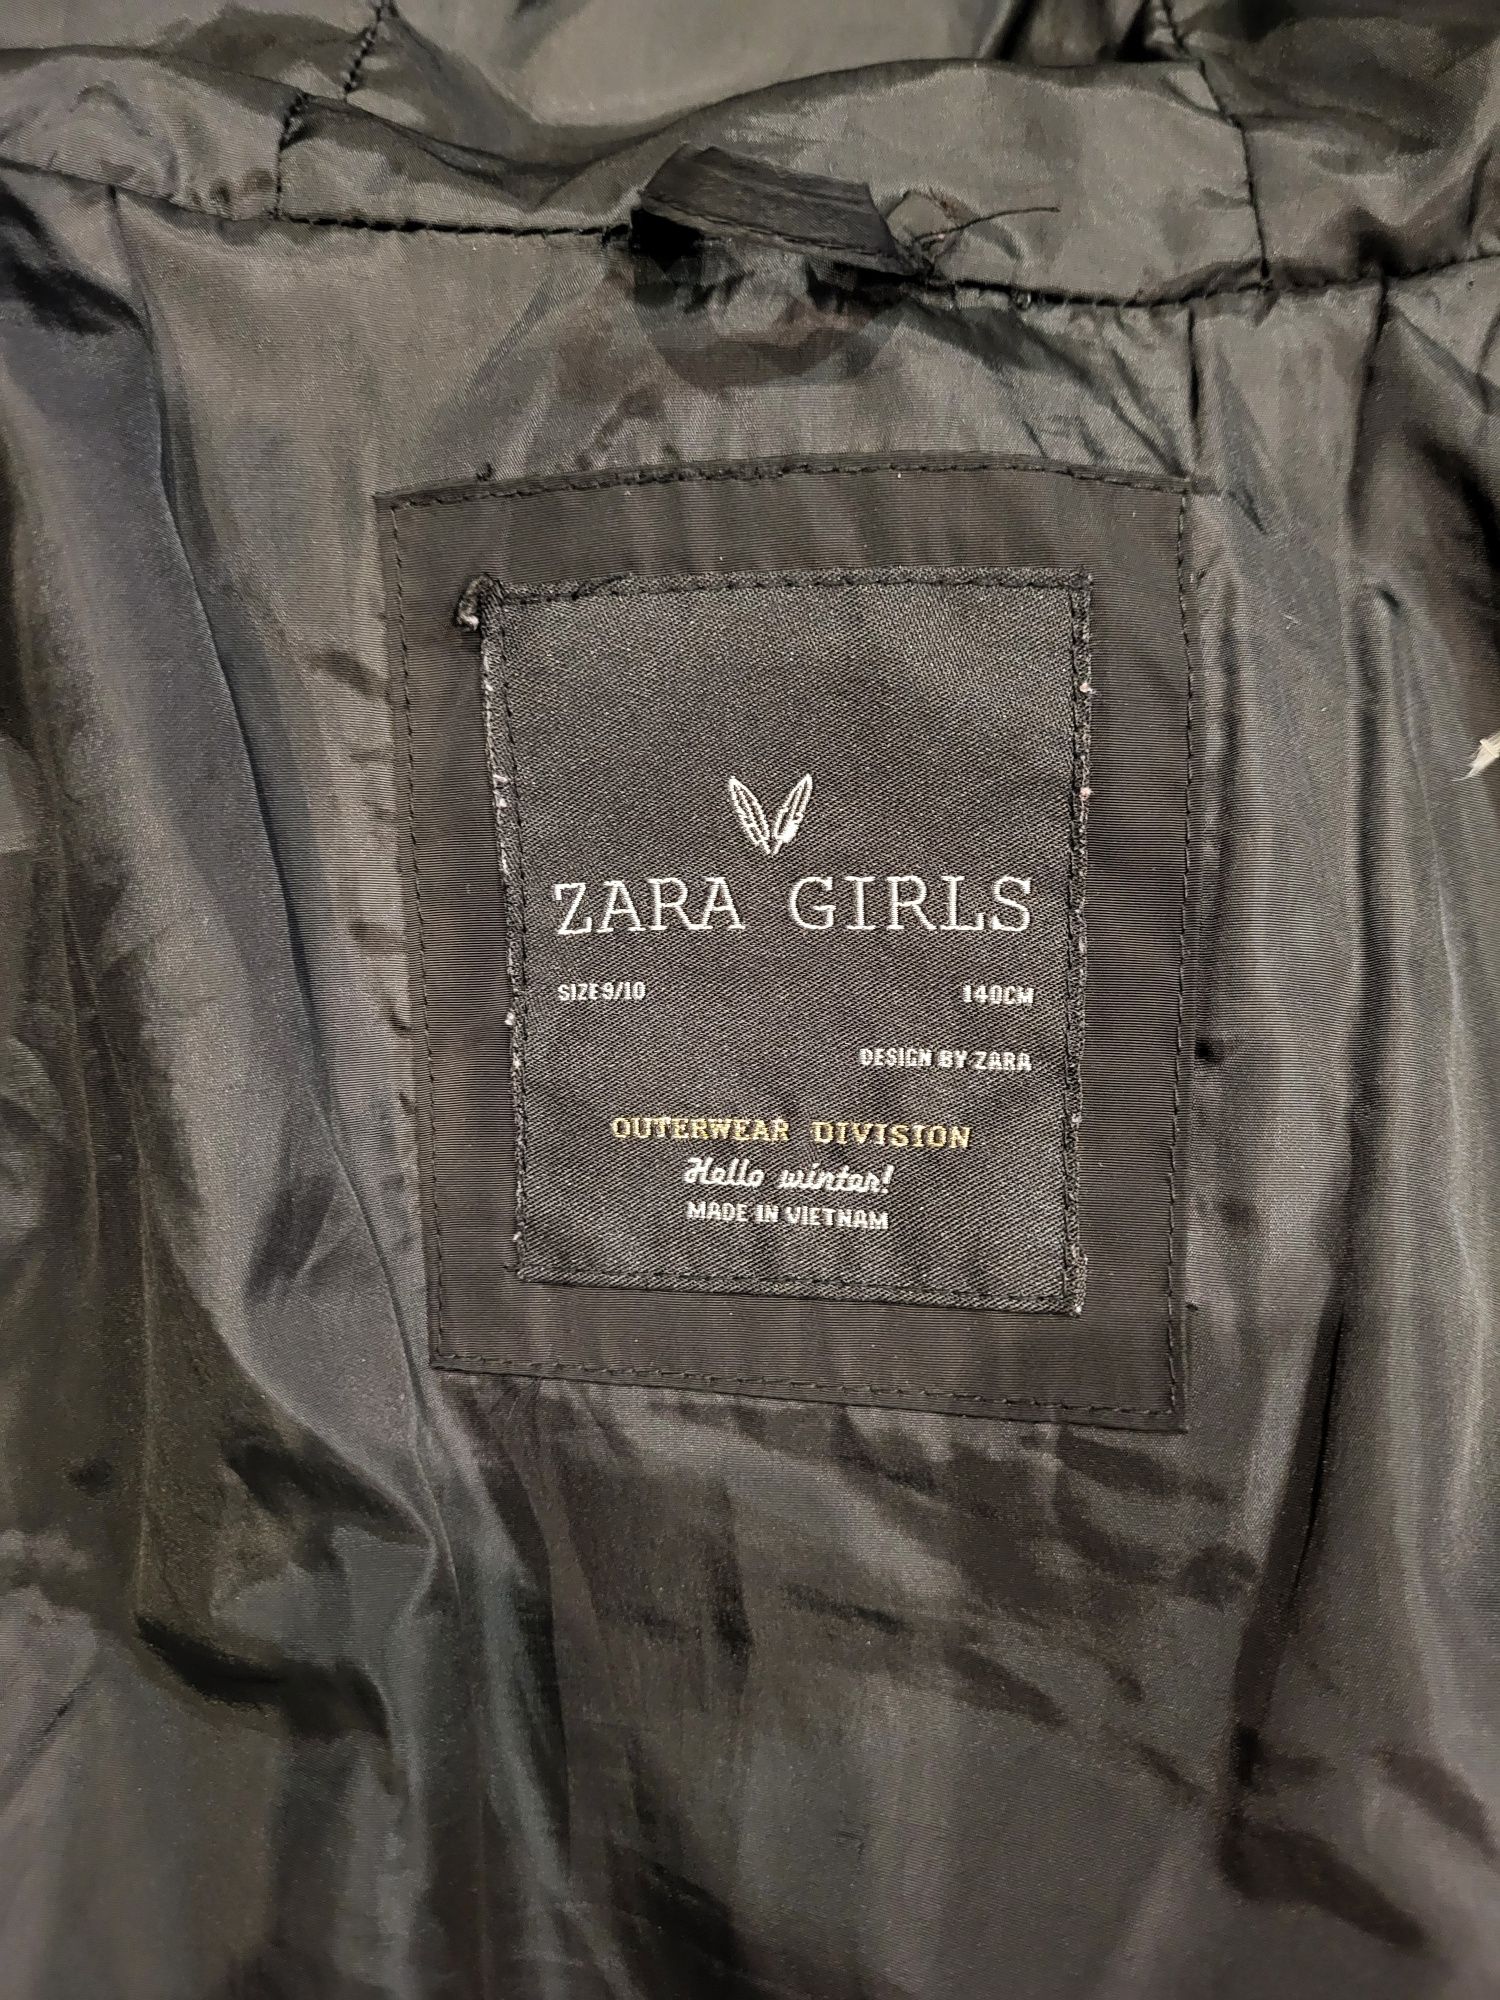 ZARA GIRLS
SIZE 9/10 140CM
DESIGN BY ZARA
OUTERWEAR DIVISION
Hello winter!
MADE IN VIETNAM